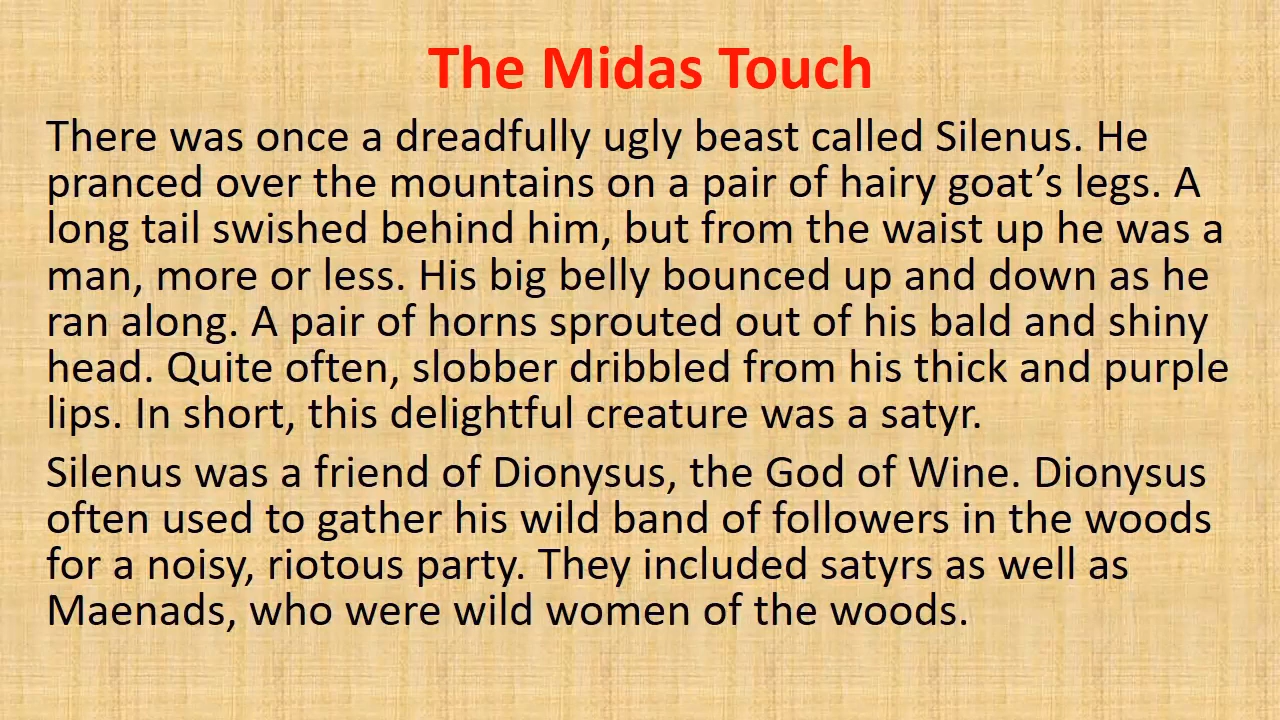 The Midas Touch
There was once a dreadfully ugly beast called Silenus. He
pranced over the mountains on a pair of hairy goat’s legs. A
long tail swished behind him, but from the waist up he was a
man, more or less. His big belly bounced up and down as he
ran along. A pair of horns sprouted out of his bald and shiny
head. Quite often, slobber dribbled from his thick and purple
lips. In short, this delightful creature was a satyr.
Silenus was a friend of Dionysus, the God of Wine. Dionysus
often used to gather his wild band of followers in the woods
for a noisy, riotous party. They included satyrs as well as
Maenads, who were wild women of the woods.